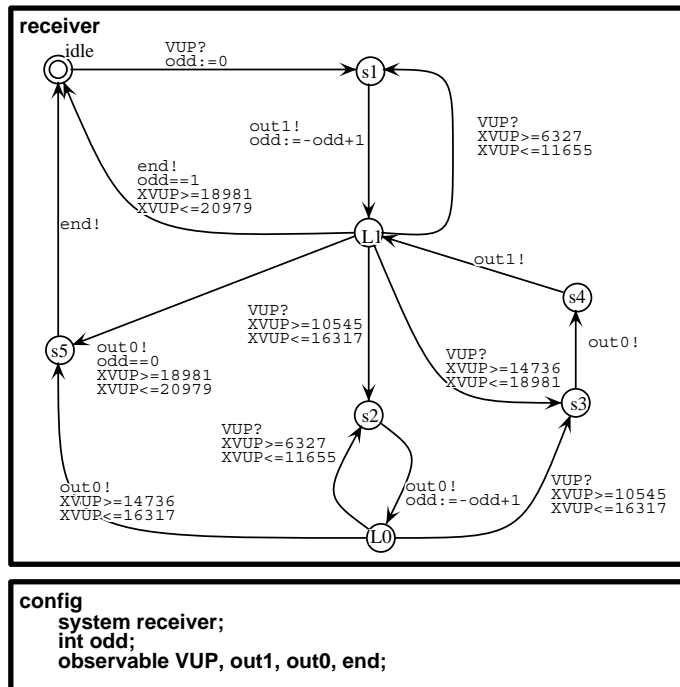 receiver
idle
VUP?
odd:=0
s1
out1!
odd:=-odd+1
VUP?
XVUP>=6327
XVUP<=11655
end!
odd==1
XVUP>=18981
XVUP<=20979
end!
L1
out1!
s4
VUP?
XVUP>=10545
XVUP<=16317
s5
out0!
odd==0
XVUP>=18981
XVUP<=20979
VUP?
XVUP>=14736
XVUP<=18981
out0!
s3
s2
VUP?
XVUP>=6327
XVUP<=11655
out0!
odd:=-odd+1
VUP?
XVUP>=10545
XVUP<=16317
out0!
XVUP>=14736
XVUP<=16317
L0
config
system receiver;
int odd;
observable VUP, out1, out0, end;